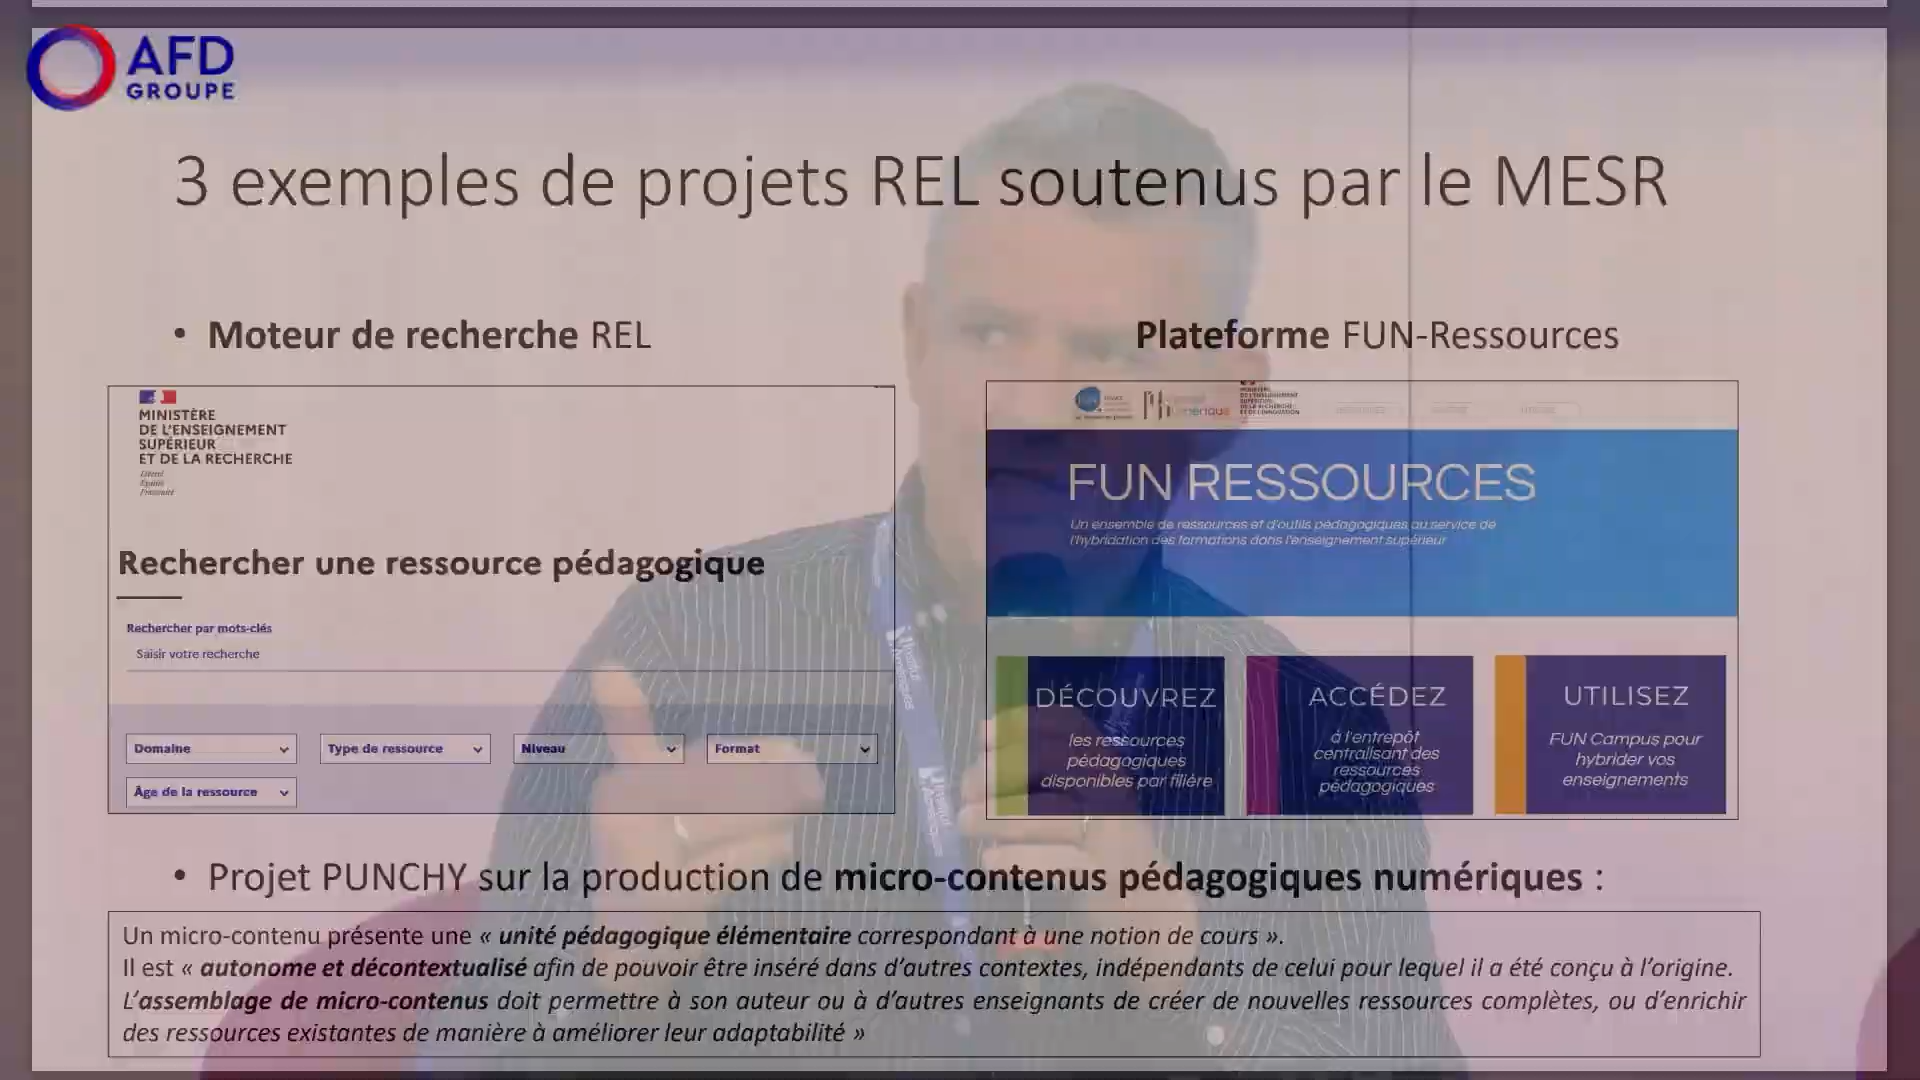 AFD
GROUPE
3 exemples de projets REL soutenus par le MESR
• Moteur de recherche REL
Plateforme FUN-Ressources
MINISTÈRE
DE L'ENSEIGNEMENT
SUPÉRIEUR
ET DE LA RECHERCHE
Liberté
Égalité
Fraternité
Rechercher une ressource pédagogique
Rechercher par mots-clés
Saisir votre recherche
Domaine
Type de ressource
Niveau
Format
Âge de la ressource
FUN RESSOURCES
Un ensemble de ressources et d'outils pédagogiques au service de
l'hybridation des formations dans l'enseignement supérieur
DÉCOUVREZ
les ressources
pédagogiques
disponibles par filière
ACCÉDEZ
à l'entrepôt
centralisant des
ressources
pédagogiques
UTILISEZ
FUN Campus pour
hybrider vos
enseignements
• Projet PUNCHY sur la production de micro-contenus pédagogiques numériques :
Un micro-contenu présente une « unité pédagogique élémentaire correspondant à une notion de cours ».
Il est « autonome et décontextualisé afin de pouvoir être inséré dans d'autres contextes, indépendants de celui pour lequel il a été conçu à l'origine.
L'assemblage de micro-contenus doit permettre à son auteur ou à d'autres enseignants de créer de nouvelles ressources complètes, ou d'enrichir
des ressources existantes de manière à améliorer leur adaptabilité »